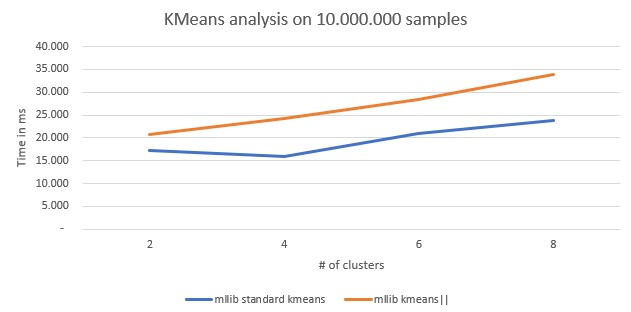 KMeans analysis on 10.000.000 samples
40.000
35.000
30.000
25.000
20.000
15.000
10.000
5.000
-
Time in ms
2 4 6 8
# of clusters
mllib standard kmeans mllib kmeans||